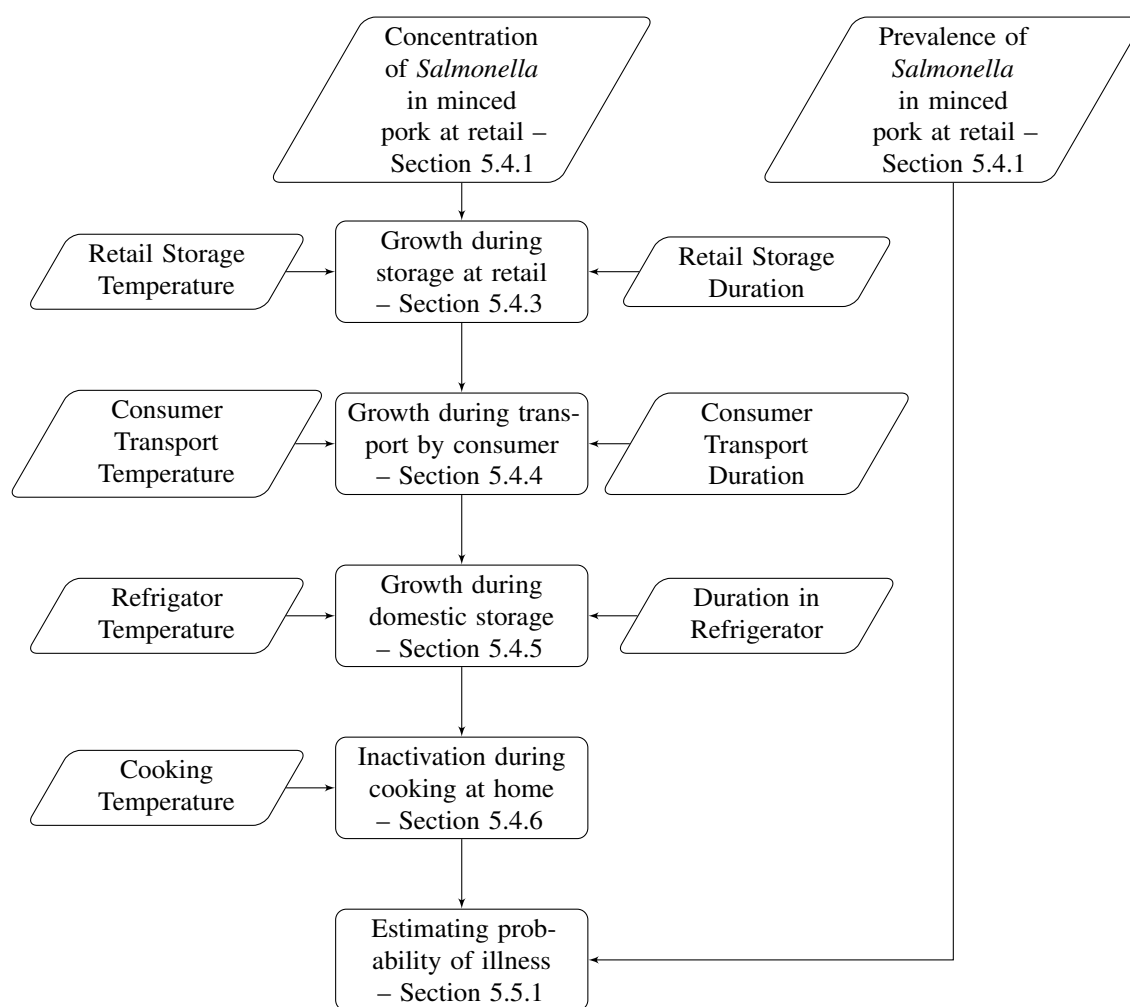 Concentration
of Salmonella
in minced
pork at retail –
Section 5.4.1
Prevalence of
Salmonella
in minced
pork at retail –
Section 5.4.1
Retail Storage
Temperature
Growth during
storage at retail
– Section 5.4.3
Retail Storage
Duration
Consumer
Transport
Temperature
Growth during trans-
port by consumer
– Section 5.4.4
Consumer
Transport
Duration
Refrigator
Temperature
Growth during
domestic storage
– Section 5.4.5
Duration in
Refrigerator
Cooking
Temperature
Inactivation during
cooking at home
– Section 5.4.6
Estimating prob-
ability of illness
– Section 5.5.1